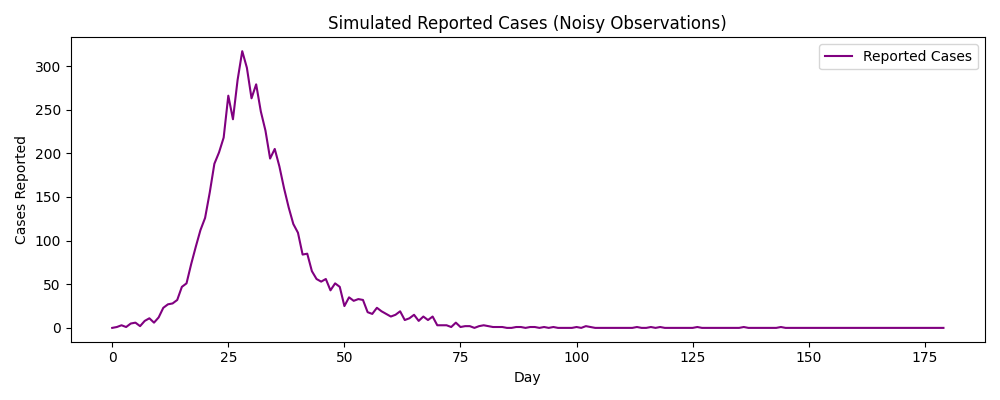 Simulated Reported Cases (Noisy Observations)
Reported Cases
Cases Reported
300
250
200
150
100
50
0
0 25 50 75 100 125 150 175
Day